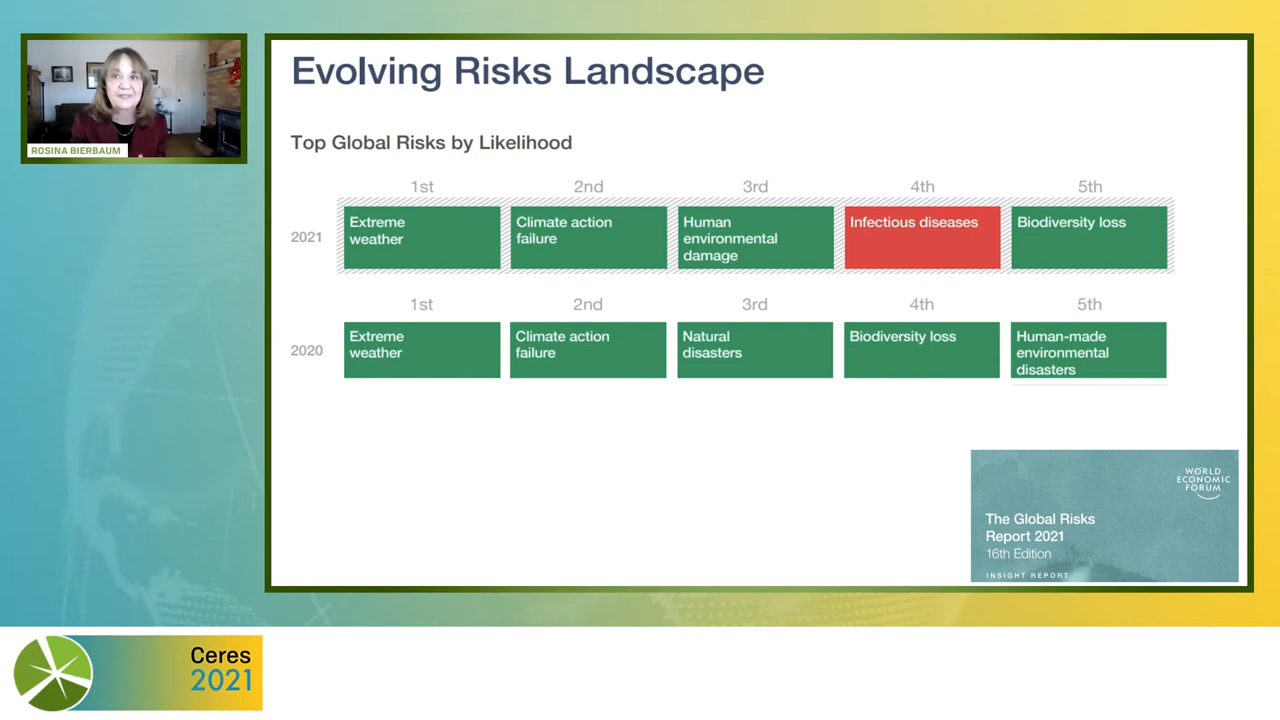 ROSINA BIERBAUM
Evolving Risks Landscape
Top Global Risks by Likelihood
1st 2nd 3rd 4th 5th
2021
Extreme
weather
Climate action
failure
Human
environmental
damage
Infectious diseases
Biodiversity loss
1st 2nd 3rd 4th 5th
2020
Extreme
weather
Climate action
failure
Natural
disasters
Biodiversity loss
Human-made
environmental
disasters
WORLD
ECONOMIC
FORUM
The Global Risks
Report 2021
16th Edition
INSIGHT REPORT
Ceres
2021